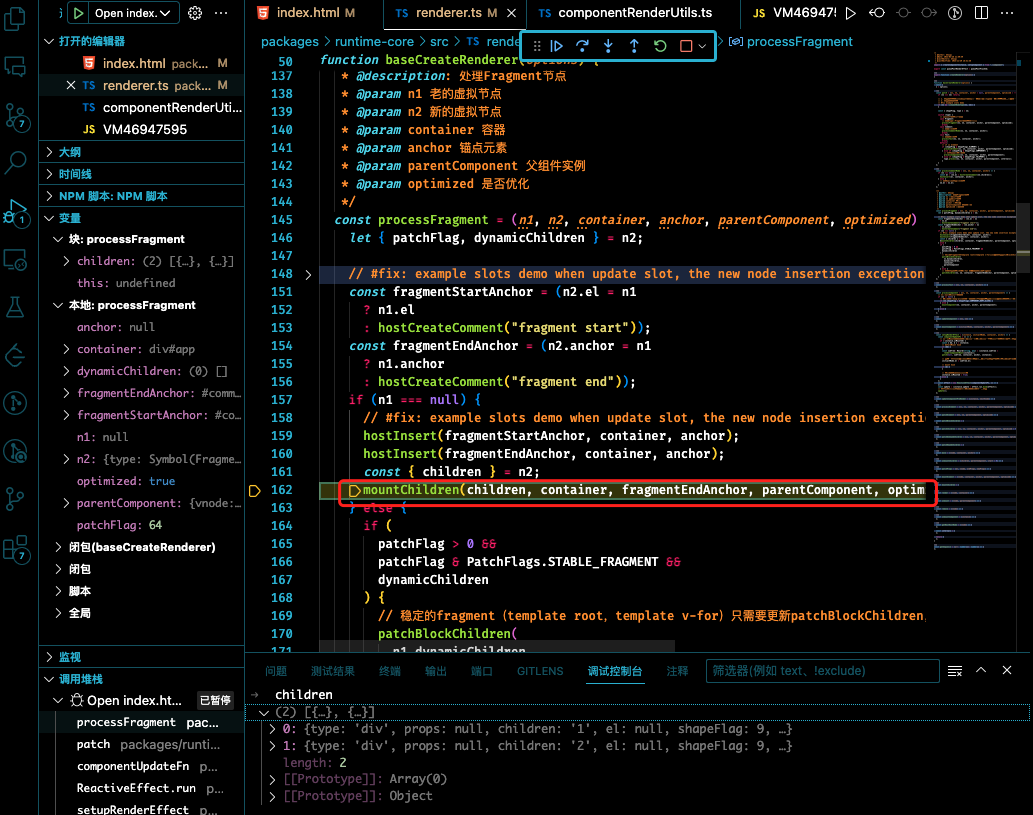 Open index.
index.html M
renderer.ts M
componentRenderUtils.ts
JS VM46947!
打开的编辑器
index.html pack... M
TS renderer.ts pack... M
TS componentRenderUti...
JS VM46947595
大纲
时间线
NPM 脚本: NPM 脚本
变量
块: processFragment
children: (2) [{…}, {…}]
this: undefined
本地: processFragment
anchor: null
container: div#app
dynamicChildren: (0) []
fragmentEndAnchor: #comm…
fragmentStartAnchor: #co…
n1: null
n2: {type: Symbol(Fragme…
optimized: true
parentComponent: {vnode:…
patchFlag: 64
闭包(baseCreateRenderer)
闭包
脚本
全局
监视
调用堆栈
Open index.ht... 已暂停
processFragment pac...
patch packages/runti...
componentUpdateFn p...
ReactiveEffect.run p...
setupRenderEffect p...
7
1
7
packages > runtime-core > src > TS rende
processFragment
50 function baseCreateRenderer(options) {
137 * @description: 处理Fragment节点
138 * @param n1 老的虚拟节点
139 * @param n2 新的虚拟节点
140 * @param container 容器
141 * @param anchor 锚点元素
142 * @param parentComponent 父组件实例
143 * @param optimized 是否优化
144 */
145 const processFragment = (n1, n2, container, anchor, parentComponent, optimized)
146 let { patchFlag, dynamicChildren } = n2;
147
148 // #fix: example slots demo when update slot, the new node insertion exception
151 const fragmentStartAnchor = (n2.el = n1
152 ? n1.el
153 : hostCreateComment("fragment start"));
154 const fragmentEndAnchor = (n2.anchor = n1
155 ? n1.anchor
156 : hostCreateComment("fragment end"));
157 if (n1 === null) {
158 // #fix: example slots demo when update slot, the new node insertion excepti
159 hostInsert(fragmentStartAnchor, container, anchor);
160 hostInsert(fragmentEndAnchor, container, anchor);
161 const { children } = n2;
162 mountChildren(children, container, fragmentEndAnchor, parentComponent, optim
163 } else {
164 if (
165 patchFlag > 0 &&
166 patchFlag & PatchFlags.STABLE_FRAGMENT &&
167 dynamicChildren
168 ) {
169 // 稳定的fragment（template root，template v-for）只需要更新patchBlockChildren，
170 patchBlockChildren(
171 n1.dynamicChildren
问题 测试结果 终端 输出 端口 GITLENS 调试控制台 注释 筛选器(例如 text、!exclude)
children
(2) [{…}, {…}]
0: {type: 'div', props: null, children: '1', el: null, shapeFlag: 9, …}
1: {type: 'div', props: null, children: '2', el: null, shapeFlag: 9, …}
length: 2
[[Prototype]]: Array(0)
[[Prototype]]: Object